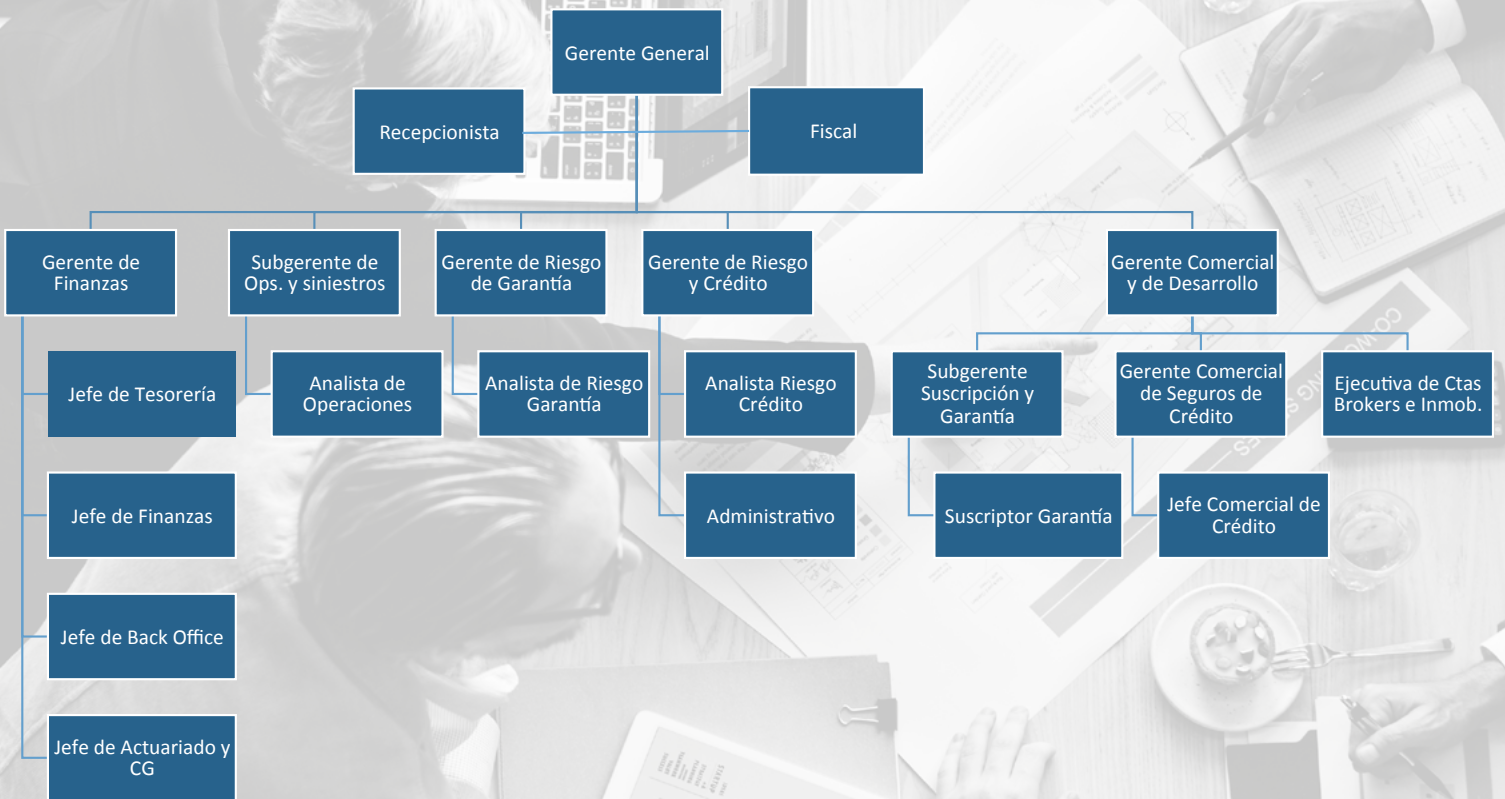 Gerente General
Recepcionista
Fiscal
Gerente de
Finanzas
Subgerente de
Ops. y siniestros
Gerente de Riesgo
de Garantía
Gerente de Riesgo
y Crédito
Gerente Comercial
y de Desarrollo
Jefe de Tesorería
Analista de
Operaciones
Analista de Riesgo
Garantía
Analista Riesgo
Crédito
Subgerente
Suscripción y
Garantía
Gerente Comercial
de Seguros de
Crédito
Ejecutiva de Ctas
Brokers e Inmob.
Jefe de Finanzas
Administrativo
Suscriptor Garantía
Jefe Comercial de
Crédito
Jefe de Back Office
Jefe de Actuariado y
CG